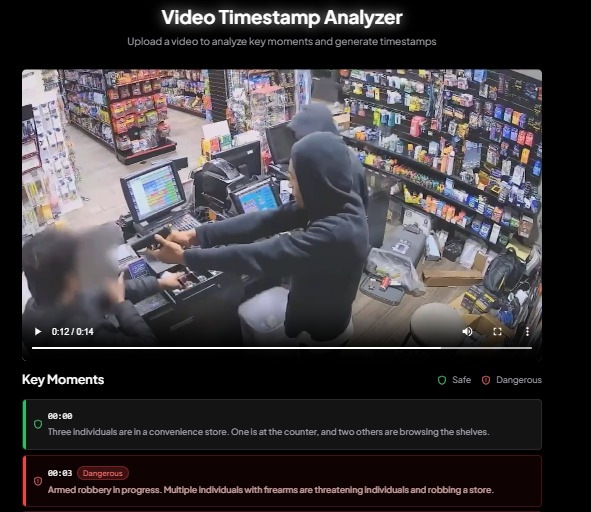 Video Timestamp Analyzer
Upload a video to analyze key moments and generate timestamps
0:12 / 0:14
Key Moments
Safe
Dangerous
00:00
Three individuals are in a convenience store. One is at the counter, and two others are browsing the shelves.
00:03 Dangerous
Armed robbery in progress. Multiple individuals with firearms are threatening individuals and robbing a store.